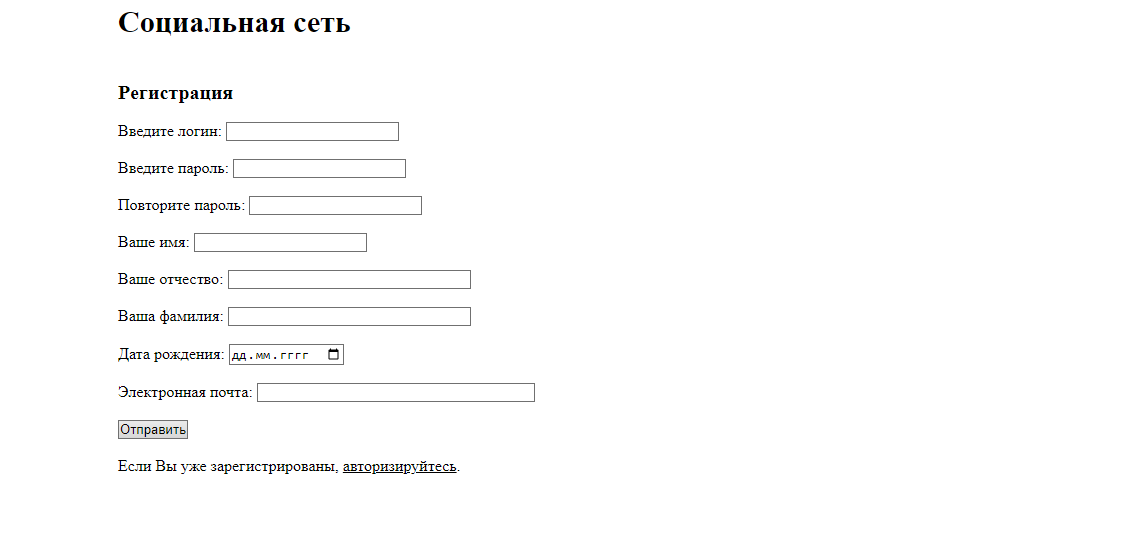 Социальная сеть
Регистрация
Введите логин:
Введите пароль:
Повторите пароль:
Ваше имя:
Ваше отчество:
Ваша фамилия:
Дата рождения: дд.мм.гггг
Электронная почта:
Отправить
Если Вы уже зарегистрированы, авторизируйтесь.